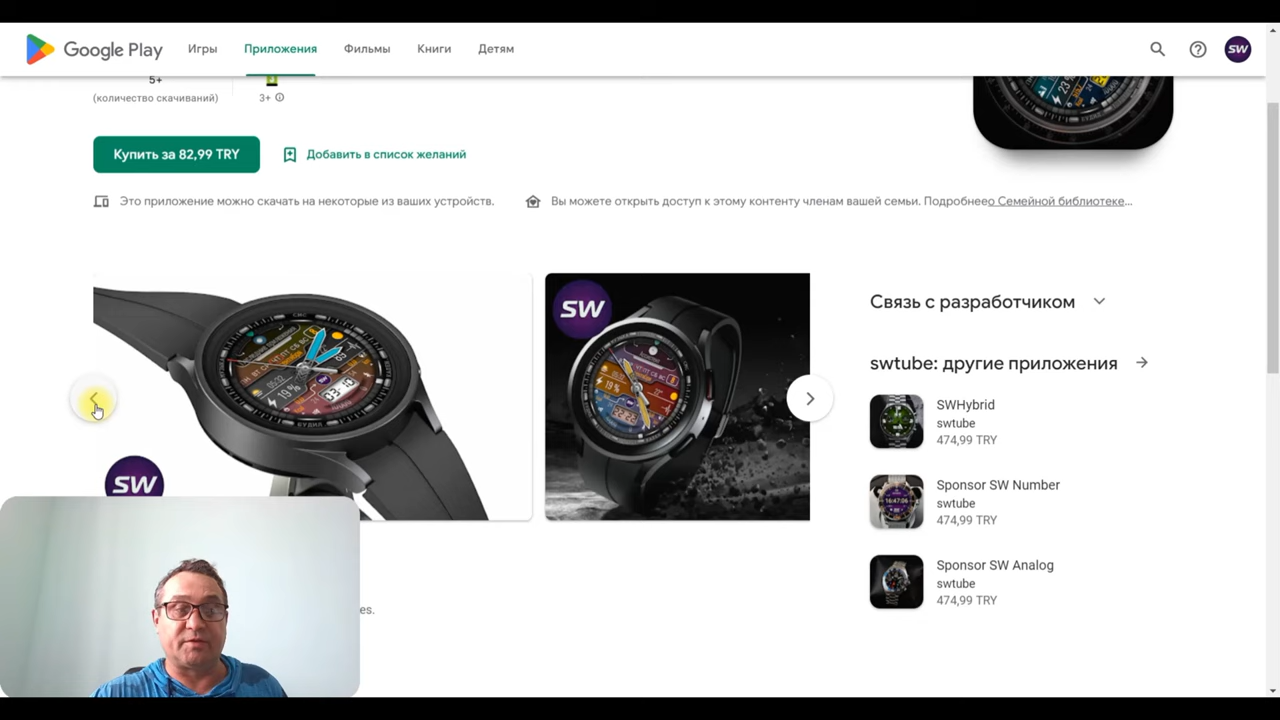 Google Play
Игры
Приложения
Фильмы
Книги
Детям
SW
5+
(количество скачиваний)
3+
Купить за 82,99 TRY
Добавить в список желаний
Это приложение можно скачать на некоторые из ваших устройств.
Вы можете открыть доступ к этому контенту членам вашей семьи. Подробнее о Семейной библиотеке...
SW
SW
Связь с разработчиком
swtube: другие приложения
SWHybrid
swtube
474,99 TRY
Sponsor SW Number
swtube
474,99 TRY
Sponsor SW Analog
swtube
474,99 TRY
es.